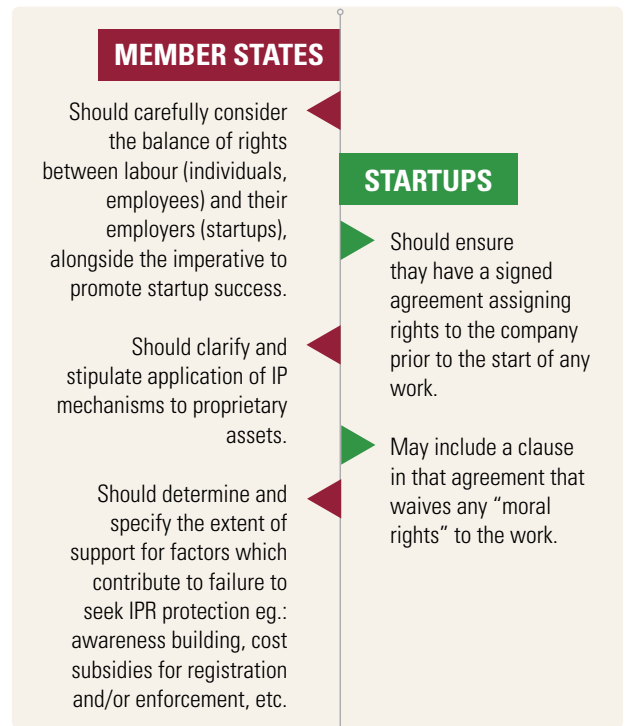 MEMBER STATES
Should carefully consider
the balance of rights
between labour (individuals,
employees) and their
employers (startups),
alongside the imperative to
promote startup success.
Should clarify and
stipulate application of IP
mechanisms to proprietary
assets.
Should determine and
specify the extent of
support for factors which
contribute to failure to
seek IPR protection eg.:
awareness building, cost
subsidies for registration
and/or enforcement, etc.
STARTUPS
Should ensure
thay have a signed
agreement assigning
rights to the company
prior to the start of any
work.
May include a clause
in that agreement that
waives any “moral
rights” to the work.